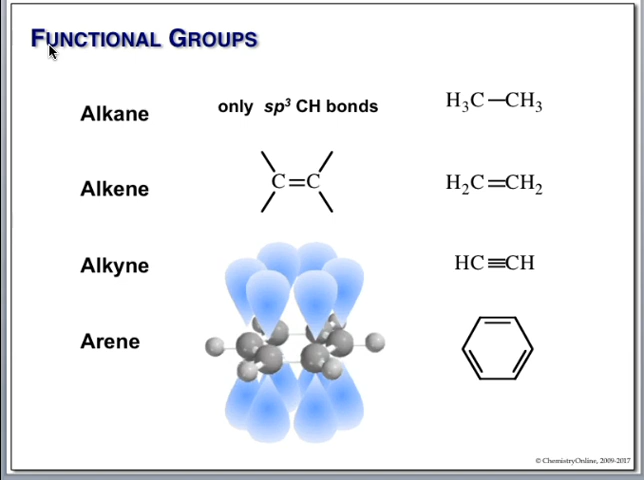 FUNCTIONAL GROUPS
Alkane only sp³ CH bonds H₃C—CH₃
Alkene C=C H₂C=CH₂
Alkyne HC≡CH
Arene
© ChemistryOnline, 2009-2017